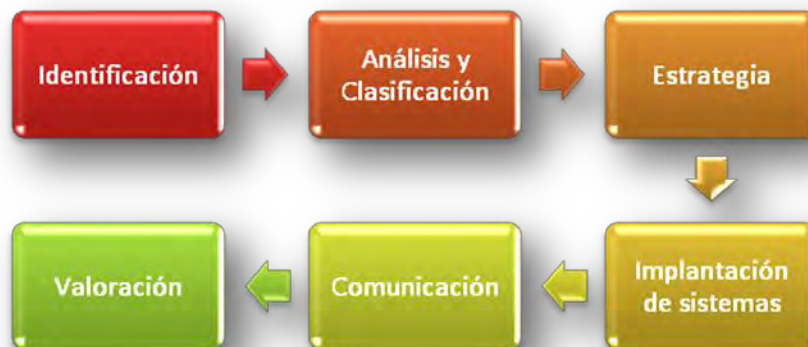 Identificación
Análisis y
Clasificación
Estrategia
Implantación
de sistemas
Comunicación
Valoración